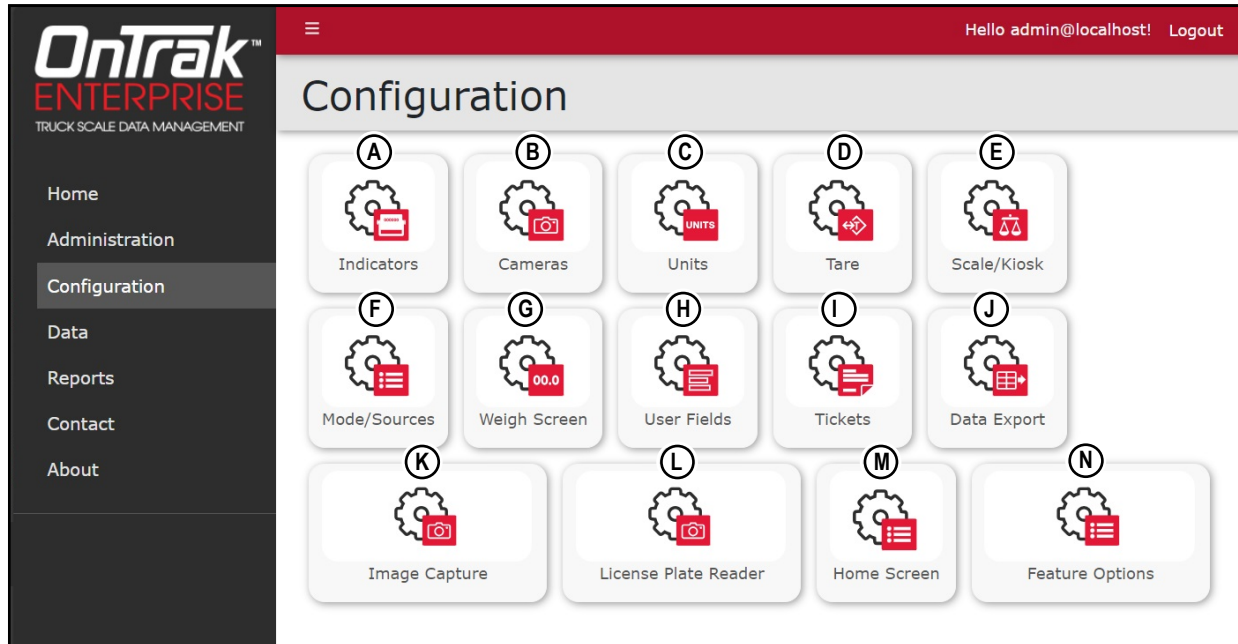 OnTrak™
ENTERPRISE
TRUCK SCALE DATA MANAGEMENT
Home
Administration
Configuration
Data
Reports
Contact
About
Hello admin@localhost! Logout
Configuration
A B C D E
UNITS T
Indicators Cameras Units Tare Scale/Kiosk
F G H I J
00.0
Mode/Sources Weigh Screen User Fields Tickets Data Export
K L M N
Image Capture License Plate Reader Home Screen Feature Options